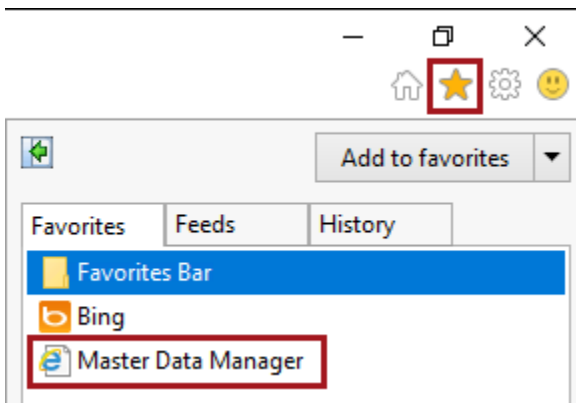 Add to favorites
Favorites Feeds History
Favorites Bar
Bing
Master Data Manager